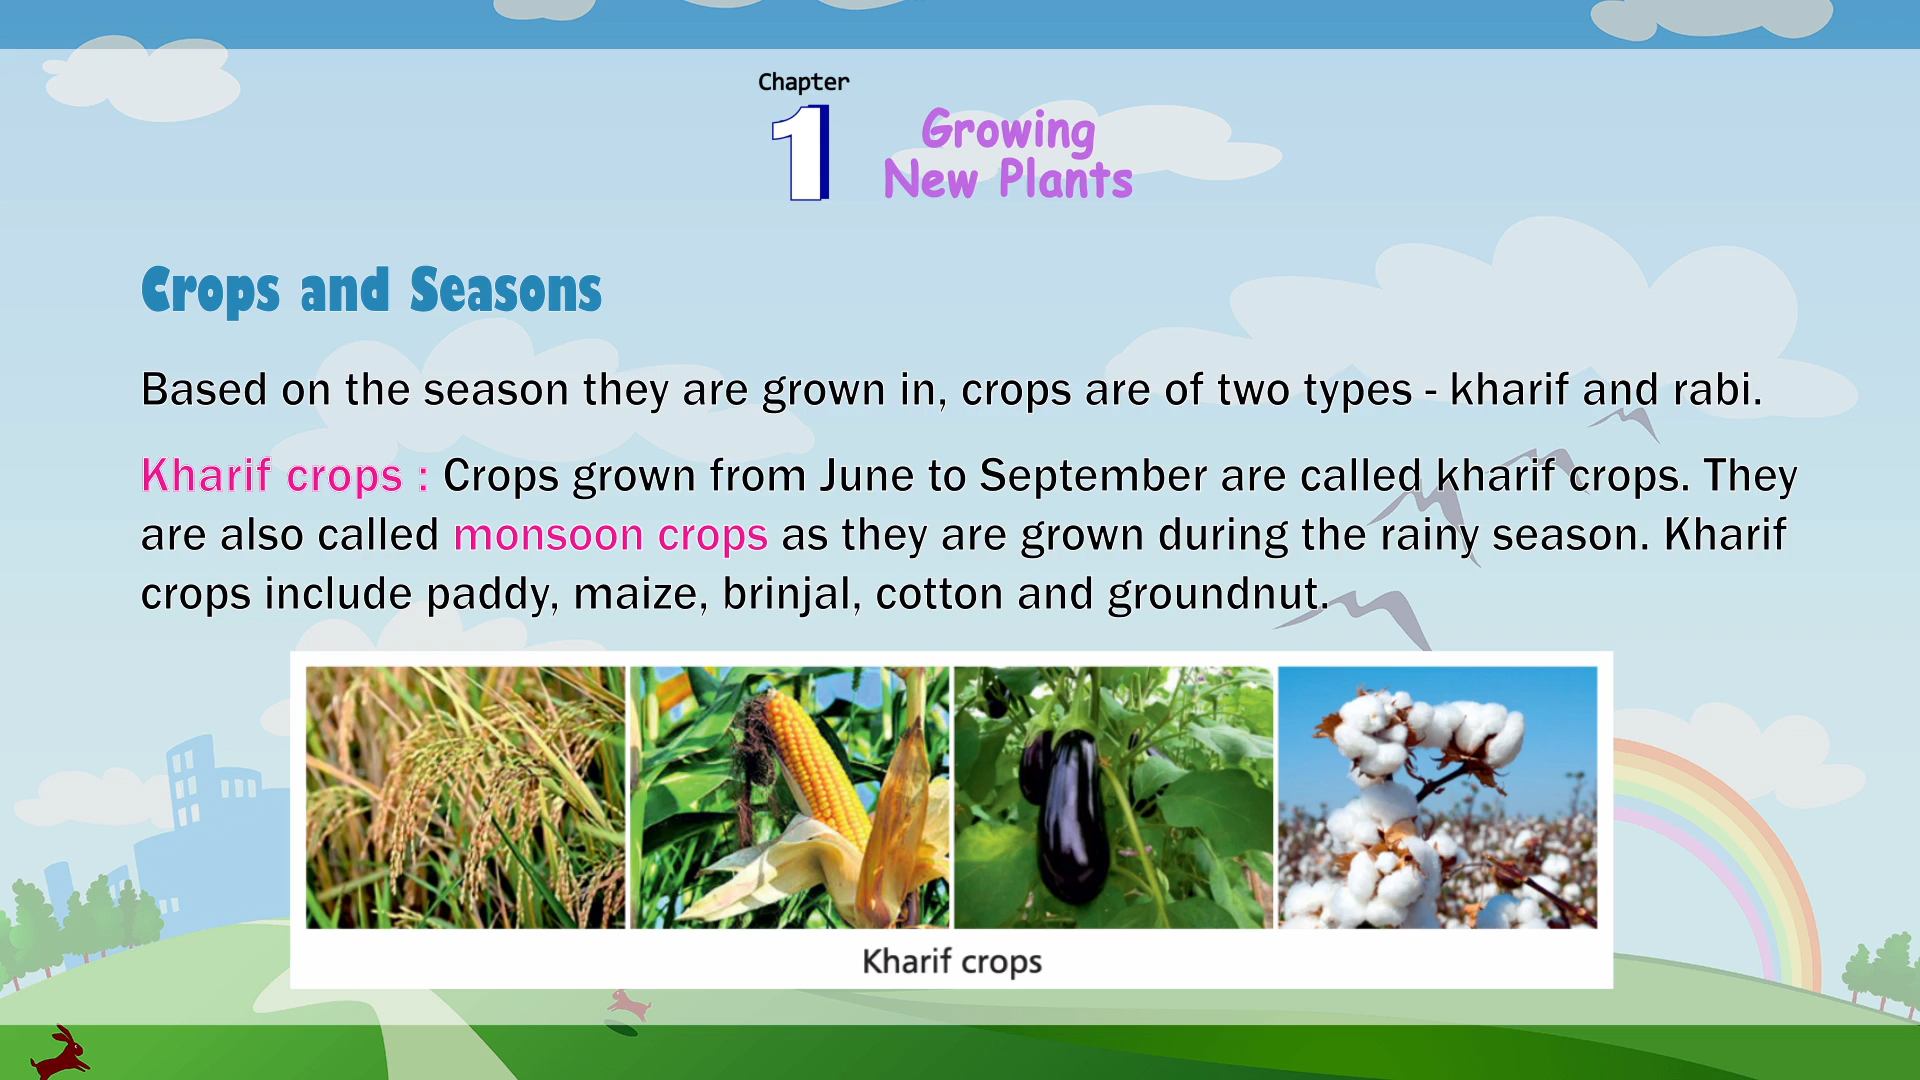 Chapter
1
Growing
New Plants
Crops and Seasons
Based on the season they are grown in, crops are of two types - kharif and rabi.
Kharif crops : Crops grown from June to September are called kharif crops. They
are also called monsoon crops as they are grown during the rainy season. Kharif
crops include paddy, maize, brinjal, cotton and groundnut.
Kharif crops